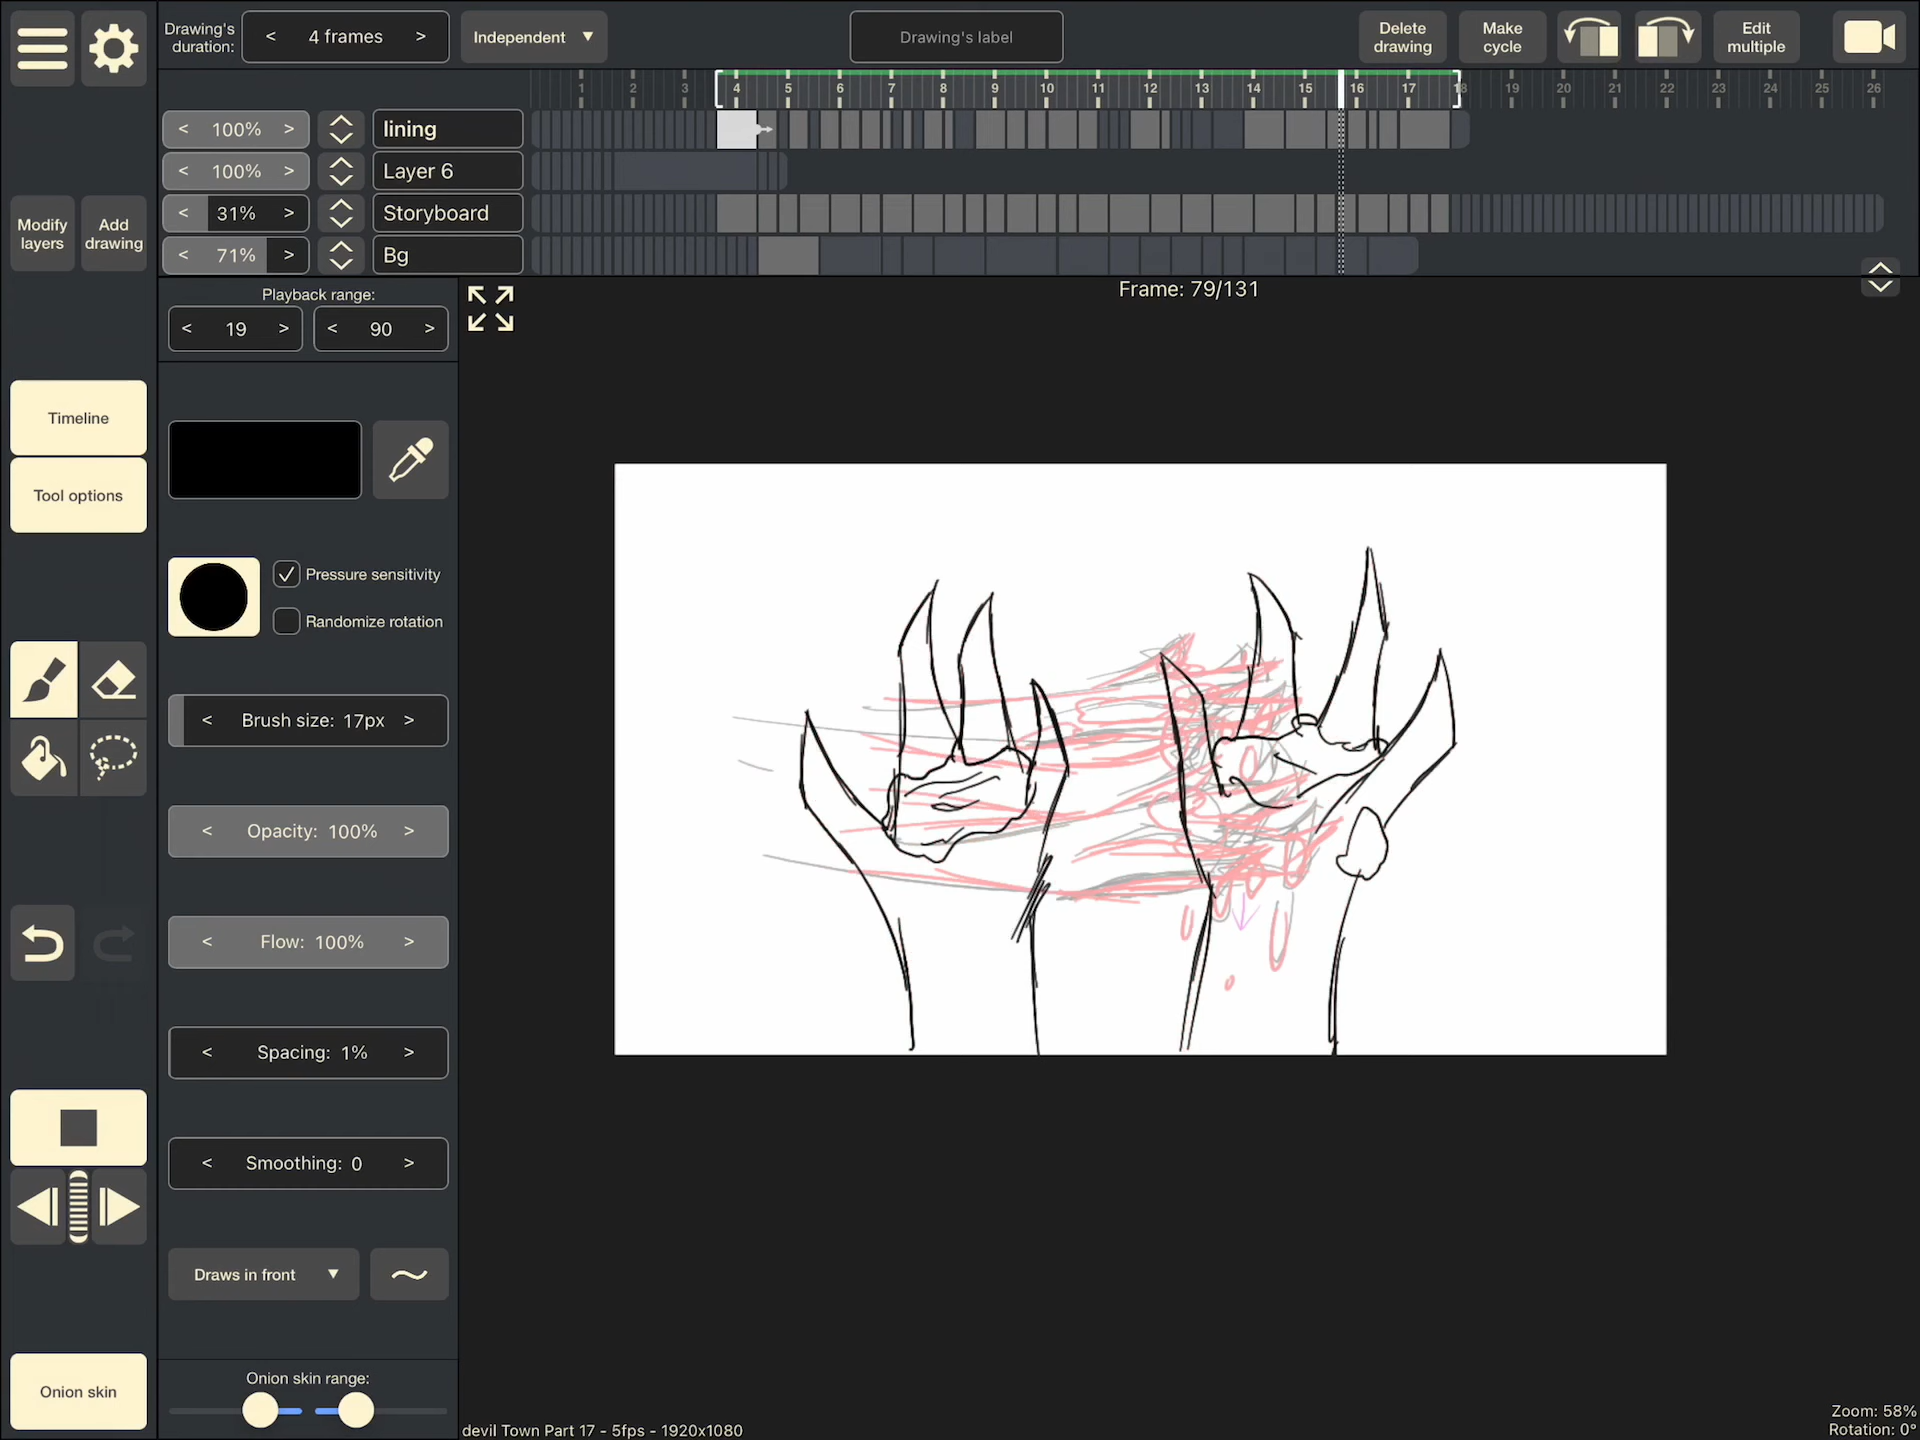 Drawing's
duration:
< 4 frames >
Independent ▼
Drawing's label
Delete
drawing
Make
cycle
Edit
multiple
1 2 3 4 5 6 7 8 9 10 11 12 13 14 15 16 17 18 19 20 21 22 23 24 25 26
< 100% > lining
< 100% > Layer 6
< 31% > Storyboard
< 71% > Bg
Modify
layers
Add
drawing
Frame: 79/131
Playback range:
< 19 > < 90 >
Timeline
Tool options
Pressure sensitivity
Randomize rotation
< Brush size: 17px >
< Opacity: 100% >
< Flow: 100% >
< Spacing: 1% >
< Smoothing: 0 >
Draws in front ▼
Onion skin range:
Onion skin
devil Town Part 17 - 5fps - 1920x1080
Zoom: 58%
Rotation: 0°